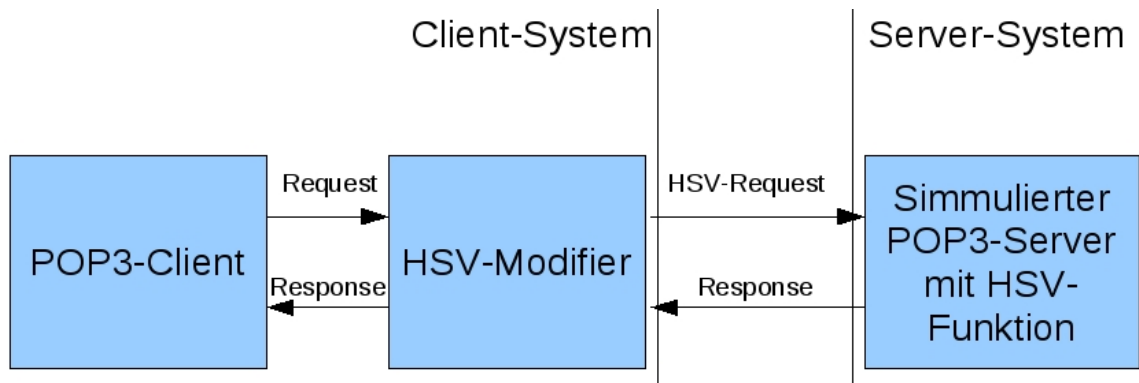 Client-System
Server-System
POP3-Client
Request
Response
HSV-Modifier
HSV-Request
Response
Simmulierter
POP3-Server
mit HSV-
Funktion